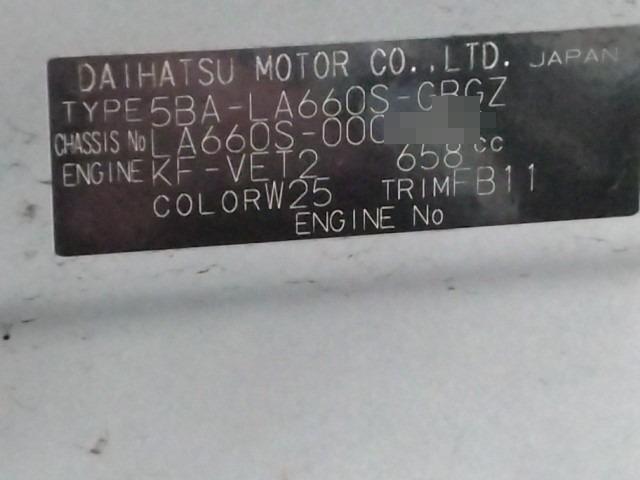 DAIHATSU MOTOR CO.,LTD. JAPAN
TYPE 5BA-LA660S-GBGZ
CHASSIS No LA660S-000
ENGINE KF-VET2 658 cc
COLOR W25 TRIM FB11
ENGINE No